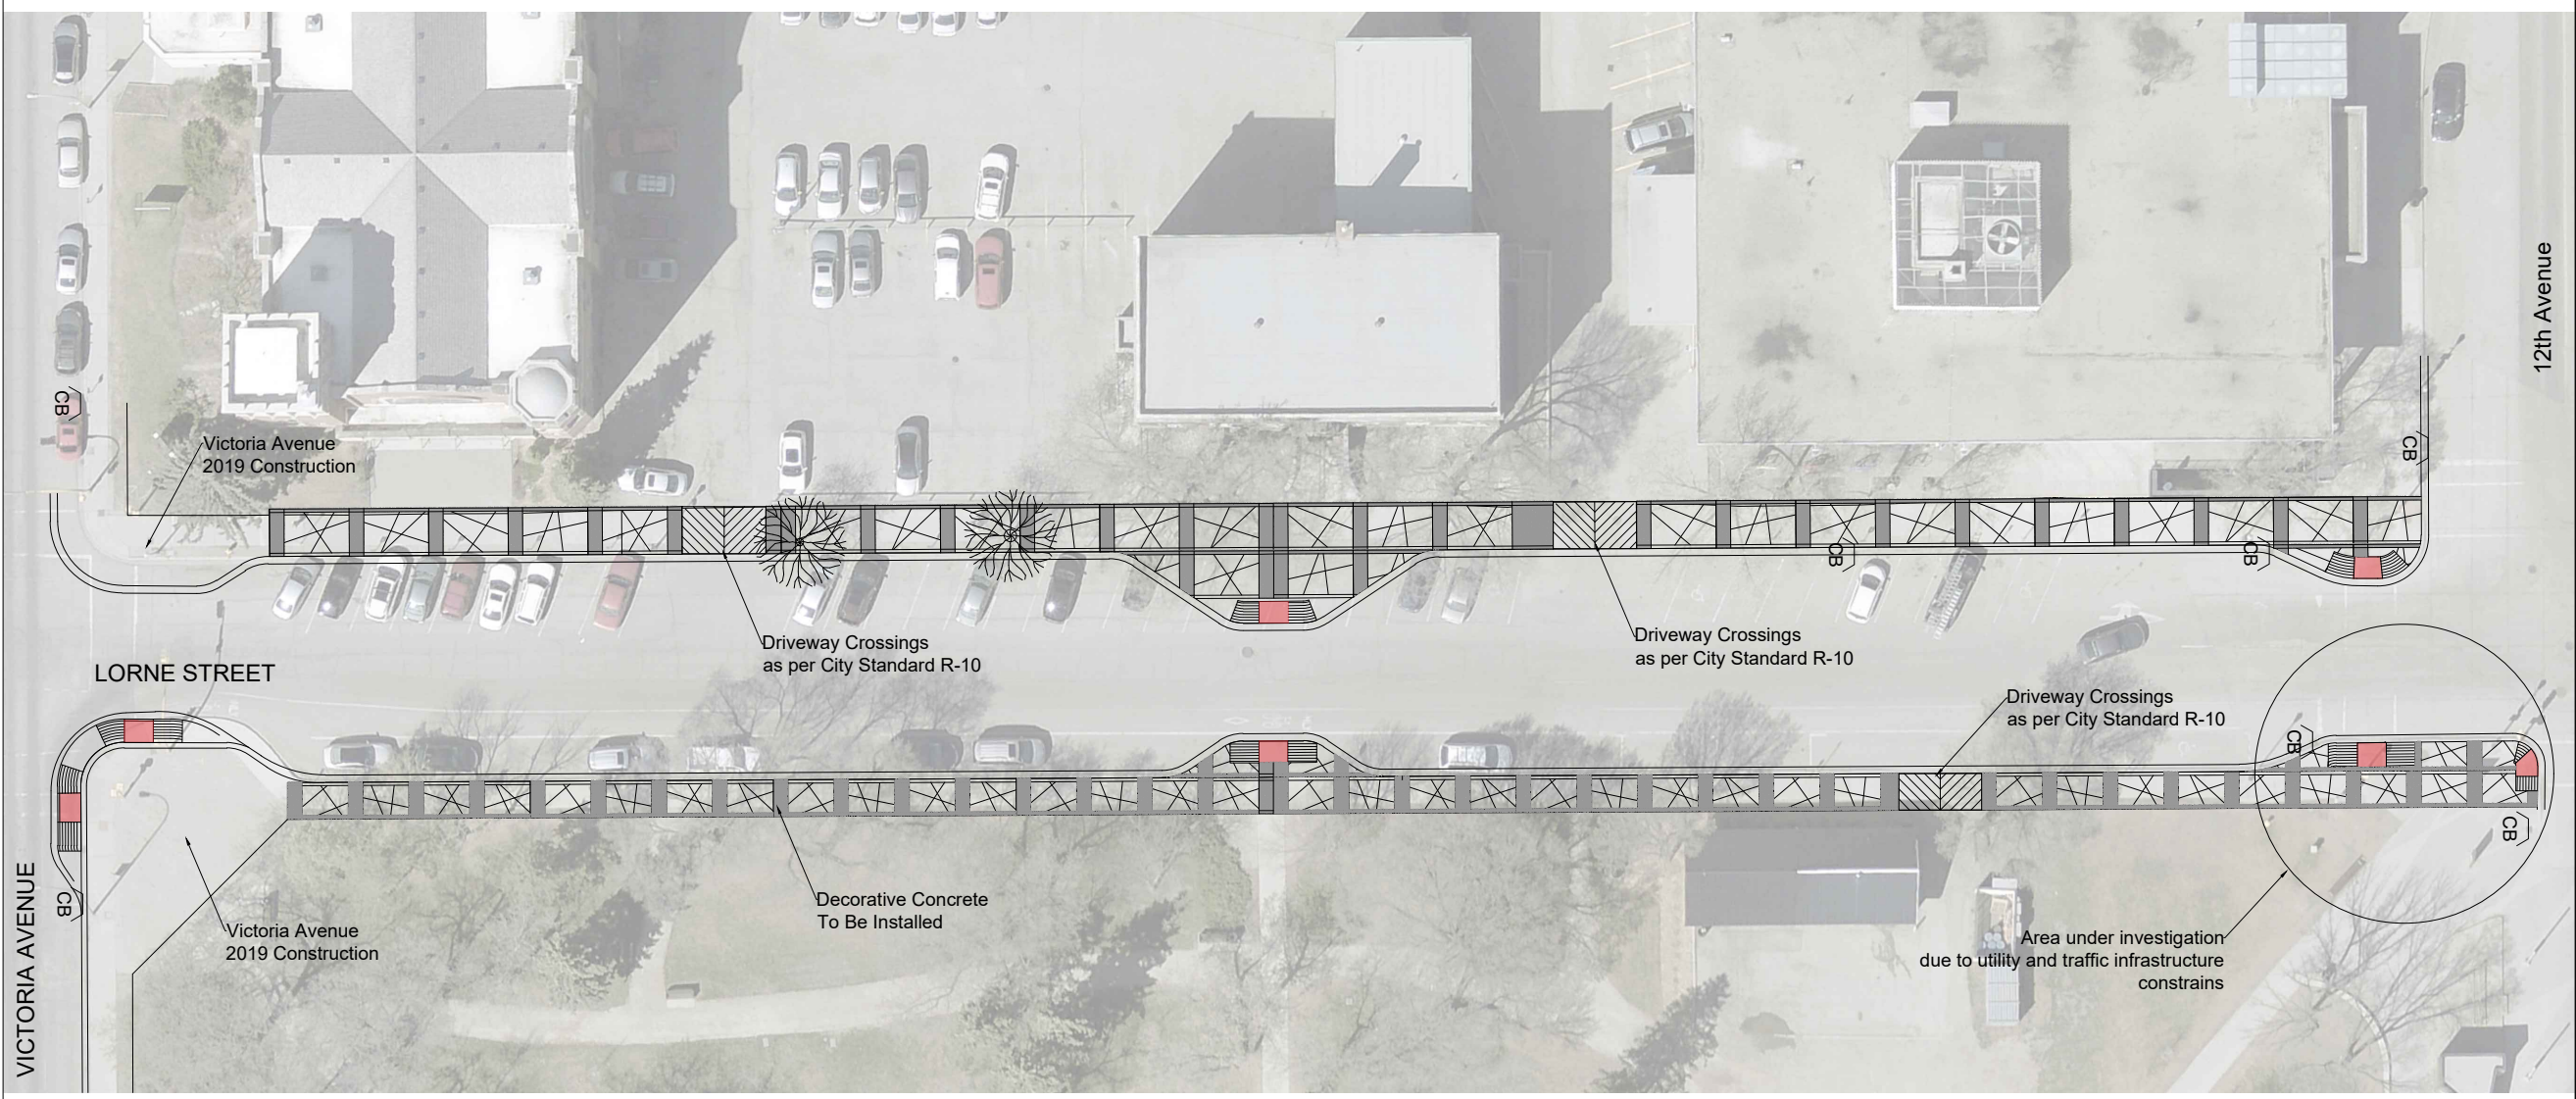 12th Avenue
CB
Victoria Avenue
2019 Construction
CB
CB
CB
Driveway Crossings
as per City Standard R-10
Driveway Crossings
as per City Standard R-10
LORNE STREET
Driveway Crossings
as per City Standard R-10
CB
CB
VICTORIA AVENUE
CB
Decorative Concrete
To Be Installed
Victoria Avenue
2019 Construction
Area under investigation
due to utility and traffic infrastructure
constrains